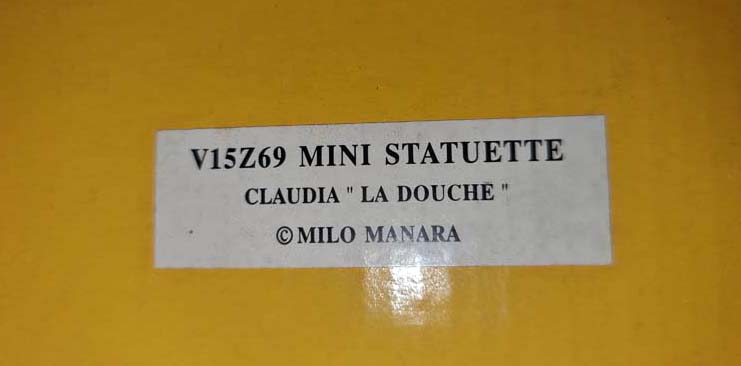 V15Z69 MINI STATUETTE
CLAUDIA " LA DOUCHE "
©MILO MANARA